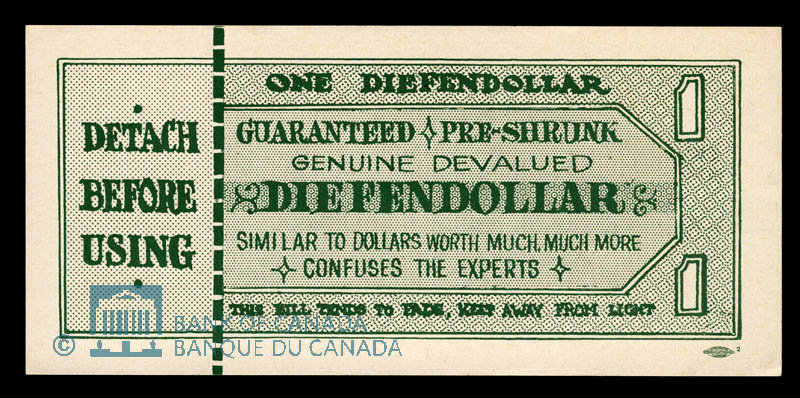 ONE DIEFENDOLLAR
1
DETACH
BEFORE
USING
GUARANTEED PRE-SHRUNK
GENUINE DEVALUED
DIEFENDOLLAR
SIMILAR TO DOLLARS WORTH MUCH, MUCH MORE
CONFUSES THE EXPERTS
1
THIS BILL TENDS TO FADE, KEEP AWAY FROM LIGHT
© BANK OF CANADA
BANQUE DU CANADA
2